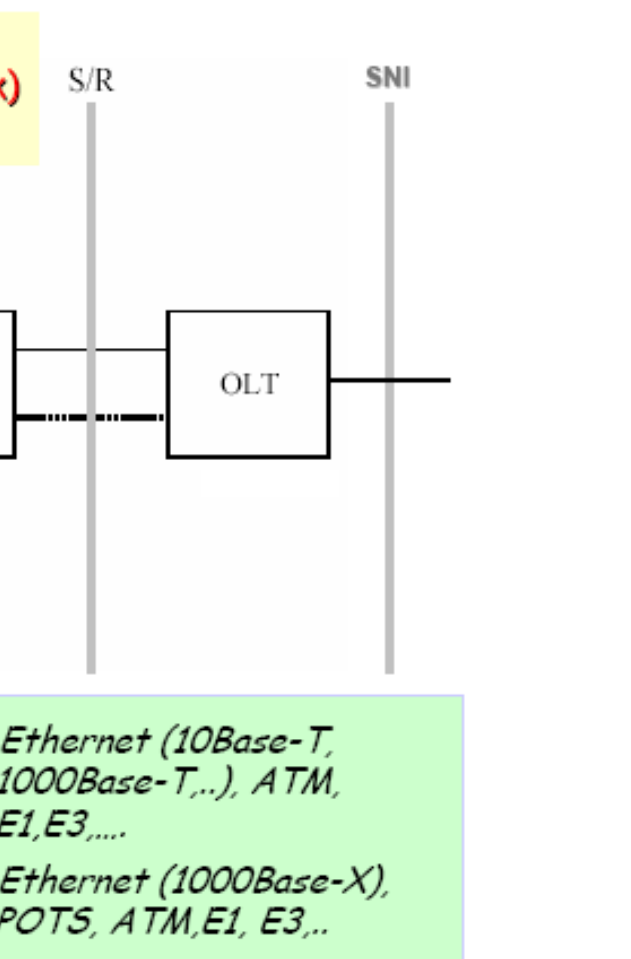 x)
S/R
SNI
OLT
Ethernet (10Base-T,
1000Base-T,..), ATM,
E1,E3,....
Ethernet (1000Base-X),
POTS, ATM,E1, E3,..